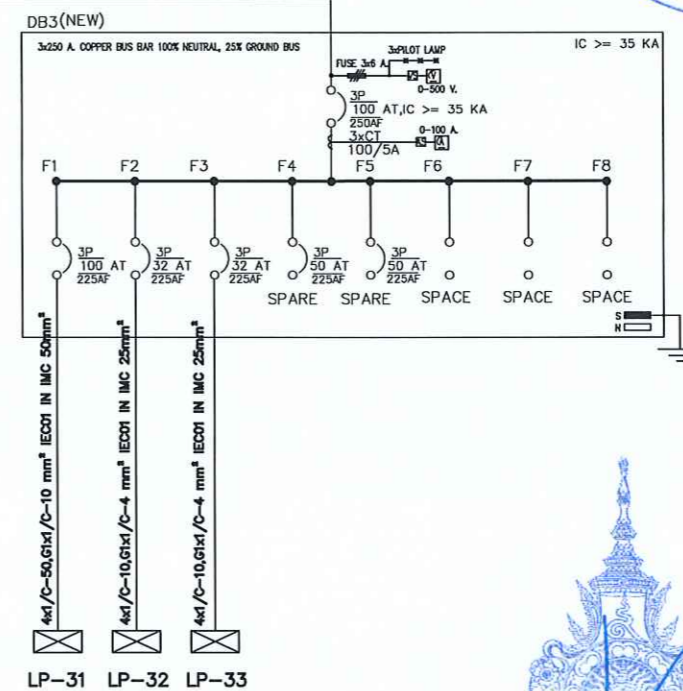 DB3(NEW)
3x250 A. COPPER BUS BAR 100% NEUTRAL, 25% GROUND BUS
IC >= 35 KA
3xPILOT LAMP
FUSE 3x6 A.
V
0-500 V.
3P
100 AT,IC >= 35 KA
250AF
3xCT
100/5A
0-100 A.
A
F1 F2 F3 F4 F5 F6 F7 F8
3P
100 AT
225AF
3P
32 AT
225AF
3P
32 AT
225AF
3P
50 AT
225AF
3P
50 AT
225AF
SPARE SPARE SPACE SPACE SPACE
S
N
4x1/C-50,G1x1/C-10 mm² IEC01 IN IMC 50mm²
4x1/C-10,G1x1/C-4 mm² IEC01 IN IMC 25mm²
4x1/C-10,G1x1/C-4 mm² IEC01 IN IMC 25mm²
LP-31 LP-32 LP-33